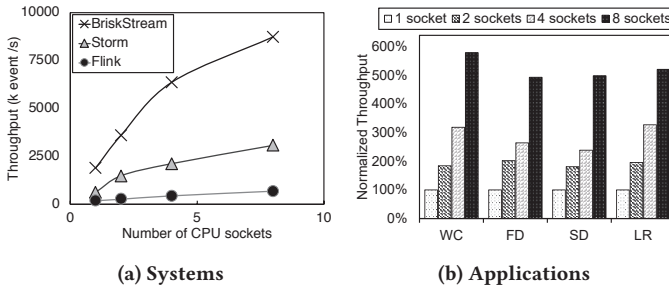 Throughput (k event /s)
10000
7500
5000
2500
0
BriskStream
Storm
Flink
0
5
10
Number of CPU sockets
(a) Systems
1 socket 2 sockets 4 sockets 8 sockets
Normalized Throughput
600%
500%
400%
300%
200%
100%
0%
WC FD SD LR
(b) Applications